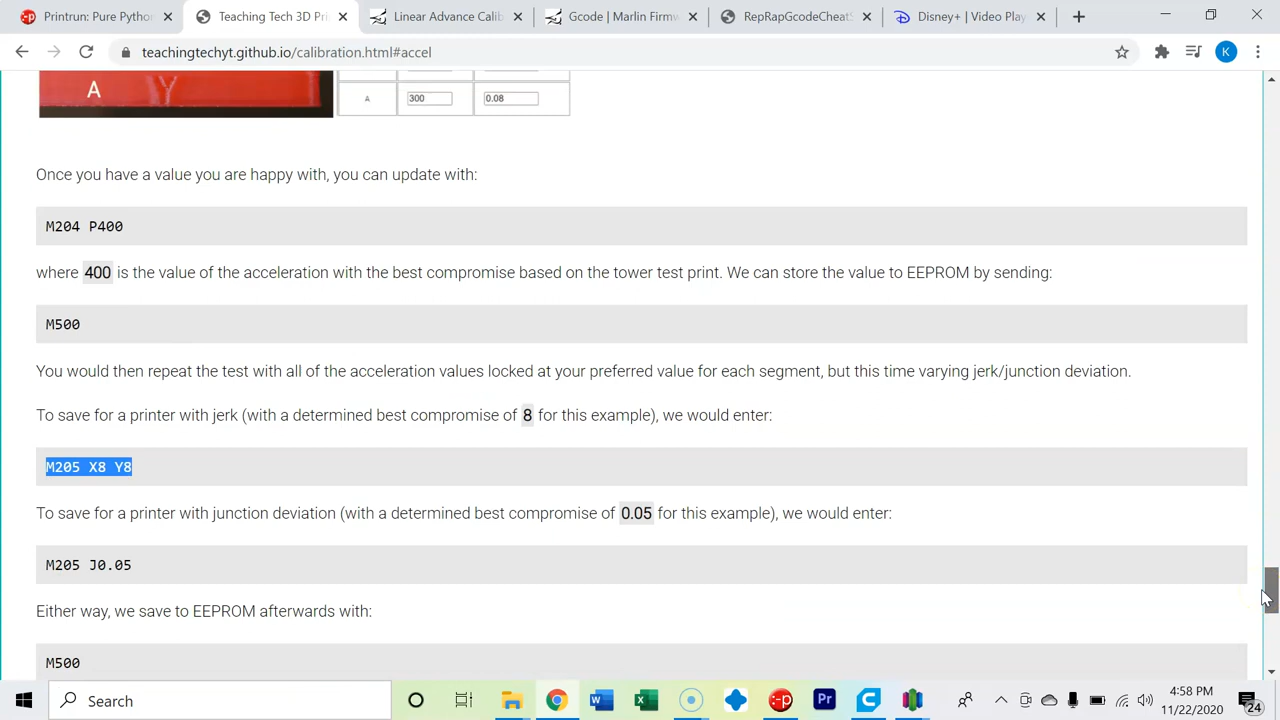 Printrun: Pure Python
Teaching Tech 3D Pri
Linear Advance Calib
Gcode | Marlin Firmw
RepRapGcodeCheatS
Disney+ | Video Play
teachingtechyt.github.io/calibration.html#accel
K
A Y
A 300 0.08
Once you have a value you are happy with, you can update with:
M204 P400
where 400 is the value of the acceleration with the best compromise based on the tower test print. We can store the value to EEPROM by sending:
M500
You would then repeat the test with all of the acceleration values locked at your preferred value for each segment, but this time varying jerk/junction deviation.
To save for a printer with jerk (with a determined best compromise of 8 for this example), we would enter:
M205 X8 Y8
To save for a printer with junction deviation (with a determined best compromise of 0.05 for this example), we would enter:
M205 J0.05
Either way, we save to EEPROM afterwards with:
M500
Search
4:58 PM
11/22/2020
24